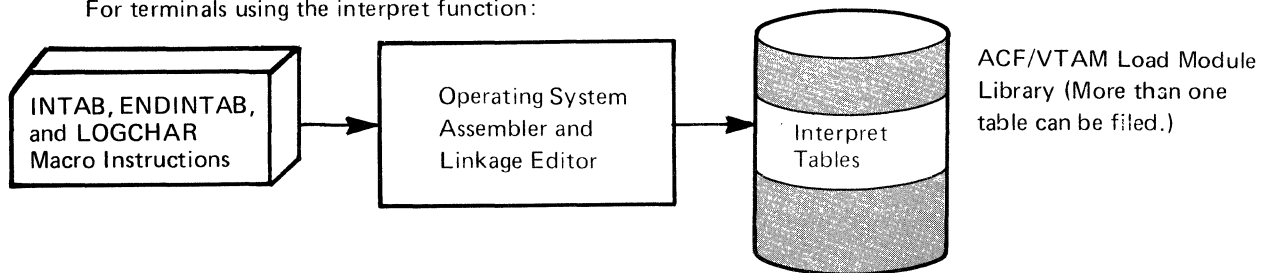 For terminals using the interpret function:
INTAB, ENDINTAB,
and LOGCHAR
Macro Instructions
Operating System
Assembler and
Linkage Editor
Interpret
Tables
ACF/VTAM Load Module
Library (More than one
table can be filed.)